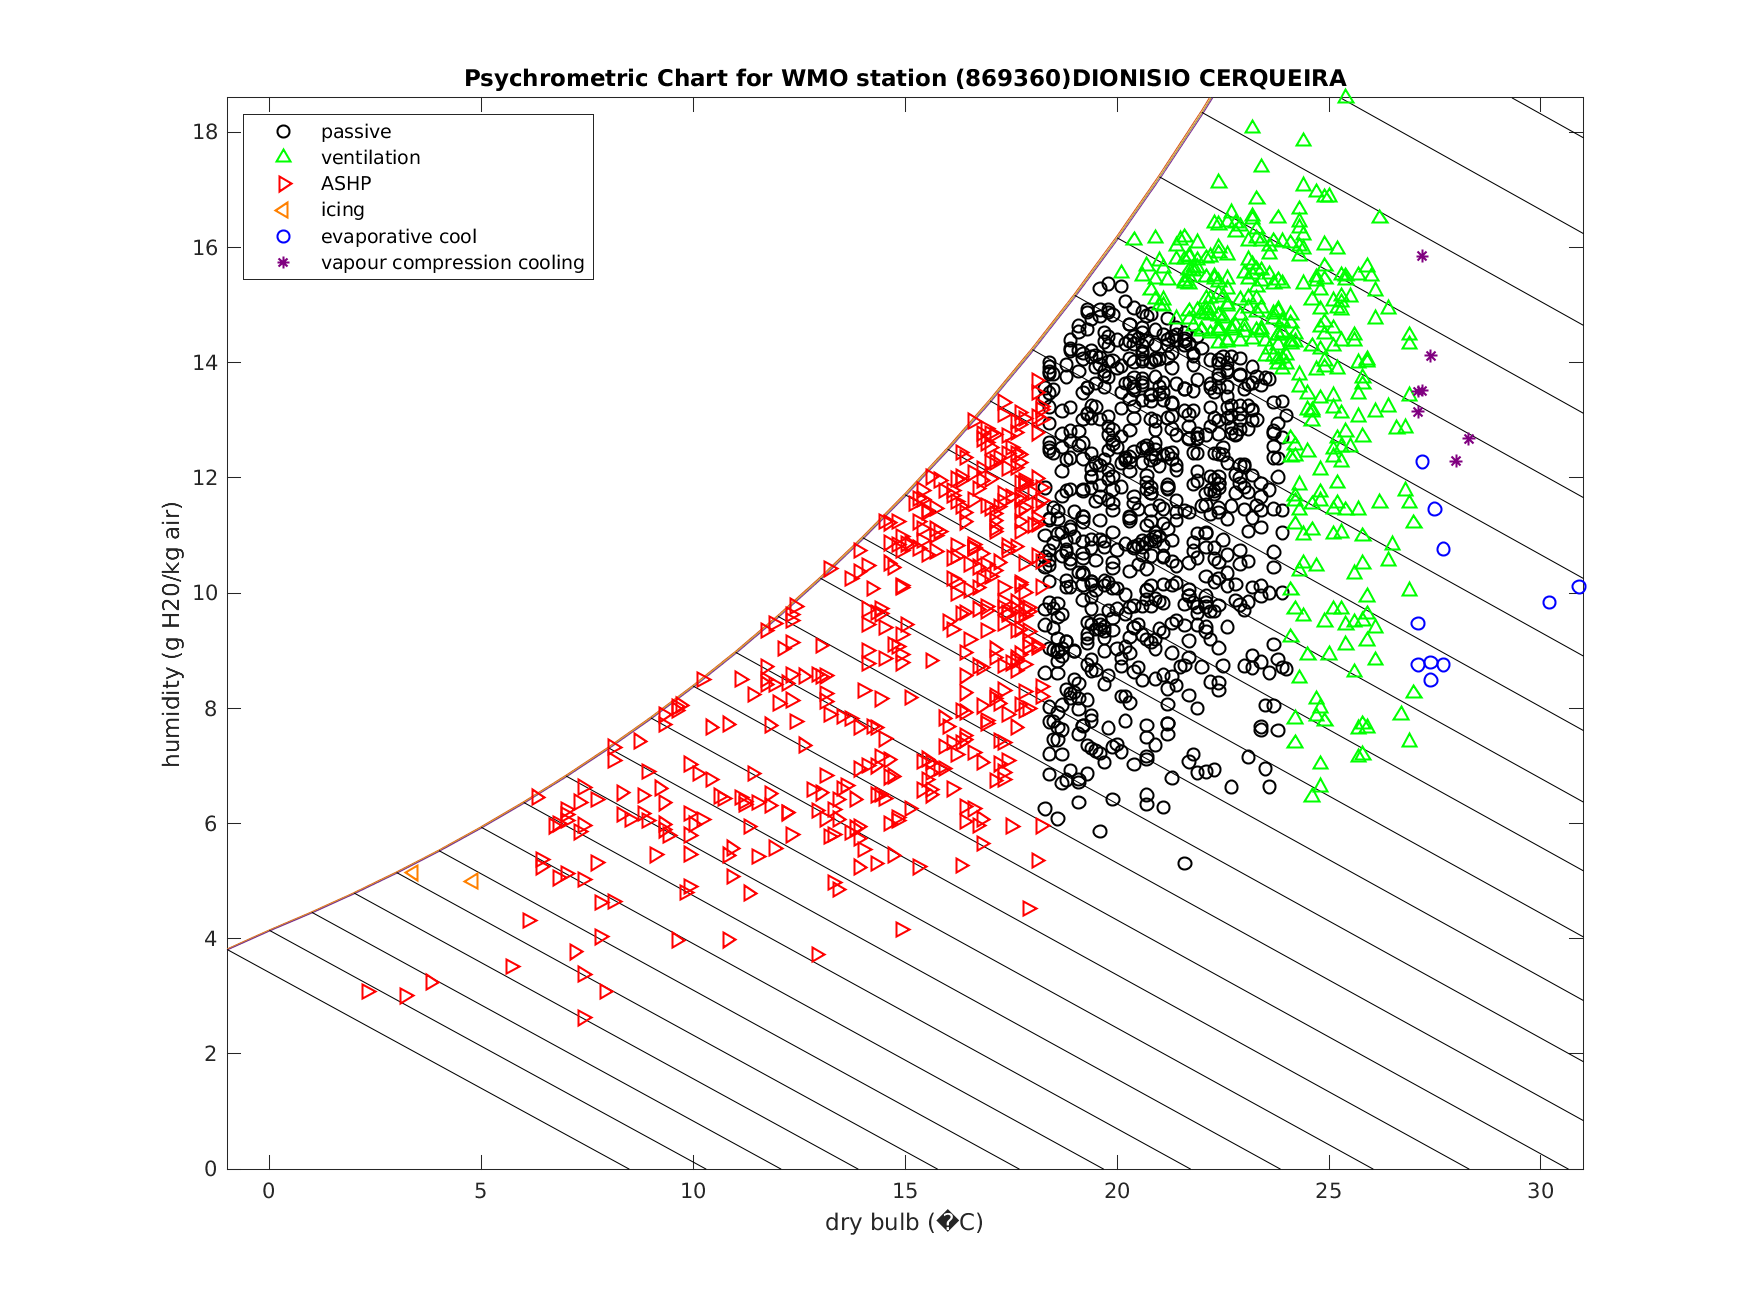 Psychrometric Chart for WMO station (869360)DIONISIO CERQUEIRA
passive
ventilation
ASHP
icing
evaporative cool
vapour compression cooling
humidity (g H20/kg air)
18
16
14
12
10
8
6
4
2
0
0 5 10 15 20 25 30
dry bulb (�C)